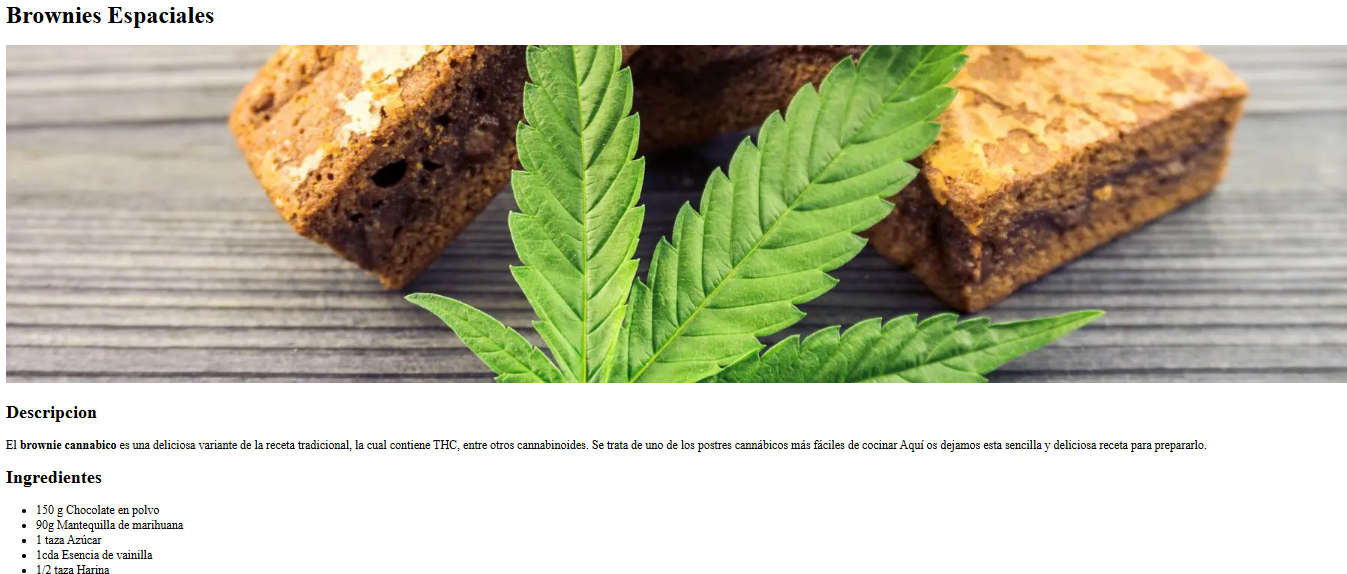 Brownies Espaciales
Descripcion
El brownie cannabico es una deliciosa variante de la receta tradicional, la cual contiene THC, entre otros cannabinoides. Se trata de uno de los postres cannábicos más fáciles de cocinar Aquí os dejamos esta sencilla y deliciosa receta para prepararlo.
Ingredientes
150 g Chocolate en polvo
90g Mantequilla de marihuana
1 taza Azúcar
1cda Esencia de vainilla
1/2 taza Harina